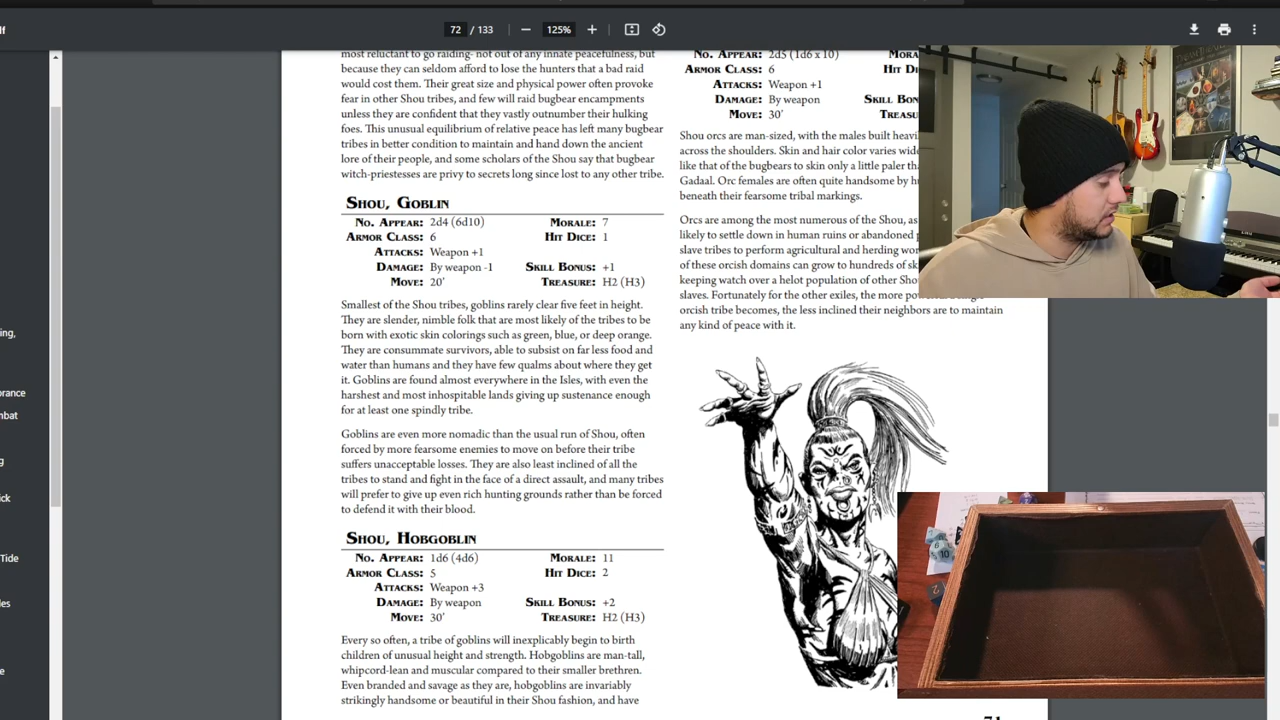 lf
72 / 133
125%
most reluctant to go raiding- not out of any innate peacefulness, but
because they can seldom afford to lose the hunters that a bad raid
would cost them. Their great size and physical power often provoke
fear in other Shou tribes, and few will raid bugbear encampments
unless they are confident that they vastly outnumber their hulking
foes. This unusual equilibrium of relative peace has left many bugbear
tribes in better condition to maintain and hand down the ancient
lore of their people, and some scholars of the Shou say that bugbear
witch-priestesses are privy to secrets long since lost to any other tribe.
Shou, Goblin
No. Appear: 2d4 (6d10) Morale: 7
Armor Class: 6 Hit Dice: 1
Attacks: Weapon +1
Damage: By weapon -1 Skill Bonus: +1
Move: 20' Treasure: H2 (H3)
Smallest of the Shou tribes, goblins rarely clear five feet in height.
They are slender, nimble folk that are most likely of the tribes to be
born with exotic skin colorings such as green, blue, or deep orange.
They are consummate survivors, able to subsist on far less food and
water than humans and they have few qualms about where they get
it. Goblins are found almost everywhere in the Isles, with even the
harshest and most inhospitable lands giving up sustenance enough
for at least one spindly tribe.
Goblins are even more nomadic than the usual run of Shou, often
forced by more fearsome enemies to move on before their tribe
suffers unacceptable losses. They are also least inclined of all the
tribes to stand and fight in the face of a direct assault, and many tribes
will prefer to give up even rich hunting grounds rather than be forced
to defend it with their blood.
Shou, Hobgoblin
No. Appear: 1d6 (4d6) Morale: 11
Armor Class: 5 Hit Dice: 2
Attacks: Weapon +3
Damage: By weapon Skill Bonus: +2
Move: 30' Treasure: H2 (H3)
Every so often, a tribe of goblins will inexplicably begin to birth
children of unusual height and strength. Hobgoblins are man-tall,
whipcord-lean and muscular compared to their smaller brethren.
Even branded and savage as they are, hobgoblins are invariably
strikingly handsome or beautiful in their Shou fashion, and have
No. Appear: 2d5 (1d6 x 10) Morale
Armor Class: 6 Hit Di
Attacks: Weapon +1
Damage: By weapon Skill Bon
Move: 30' Treasu
Shou orcs are man-sized, with the males built heavi
across the shoulders. Skin and hair color varies wide
like that of the bugbears to skin only a little paler tha
Gadaal. Orc females are often quite handsome by h
beneath their fearsome tribal markings.
Orcs are among the most numerous of the Shou, as
likely to settle down in human ruins or abandoned p
slave tribes to perform agricultural and herding wor
of these orcish domains can grow to hundreds of sk
keeping watch over a helot population of other Shou
slaves. Fortunately for the other exiles, the more
orcish tribe becomes, the less inclined their neighbors are to maintain
any kind of peace with it.
71
ing,
orance
mbat
g
ick
Tide
les
e